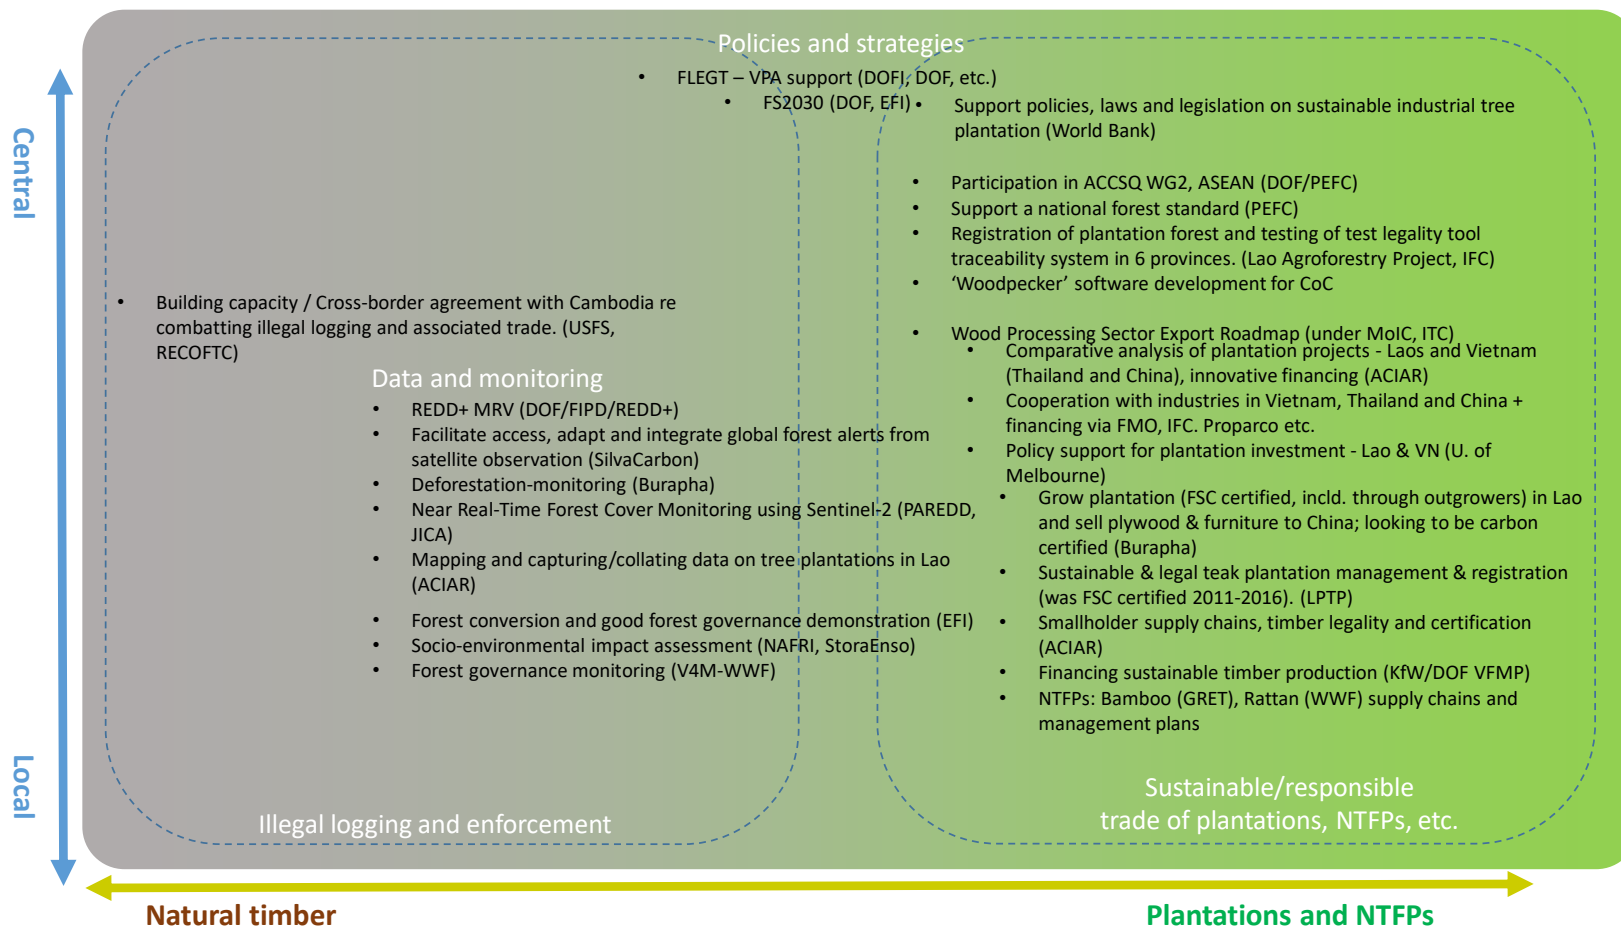 Policies and strategies
• FLEGT – VPA support (DOFI, DOF, etc.)
• FS2030 (DOF, EFI)
• Support policies, laws and legislation on sustainable industrial tree
plantation (World Bank)
• Participation in ACCSQ WG2, ASEAN (DOF/PEFC)
• Support a national forest standard (PEFC)
• Registration of plantation forest and testing of test legality tool
traceability system in 6 provinces. (Lao Agroforestry Project, IFC)
• ‘Woodpecker’ software development for CoC
• Wood Processing Sector Export Roadmap (under MoIC, ITC)
• Comparative analysis of plantation projects - Laos and Vietnam
(Thailand and China), innovative financing (ACIAR)
• Cooperation with industries in Vietnam, Thailand and China +
financing via FMO, IFC. Proparco etc.
• Policy support for plantation investment - Lao & VN (U. of
Melbourne)
• Grow plantation (FSC certified, incld. through outgrowers) in Lao
and sell plywood & furniture to China; looking to be carbon
certified (Burapha)
• Sustainable & legal teak plantation management & registration
(was FSC certified 2011-2016). (LPTP)
• Smallholder supply chains, timber legality and certification
(ACIAR)
• Financing sustainable timber production (KfW/DOF VFMP)
• NTFPs: Bamboo (GRET), Rattan (WWF) supply chains and
management plans
Sustainable/responsible
trade of plantations, NTFPs, etc.
• Building capacity / Cross-border agreement with Cambodia re
combatting illegal logging and associated trade. (USFS,
RECOFTC)
Data and monitoring
• REDD+ MRV (DOF/FIPD/REDD+)
• Facilitate access, adapt and integrate global forest alerts from
satellite observation (SilvaCarbon)
• Deforestation-monitoring (Burapha)
• Near Real-Time Forest Cover Monitoring using Sentinel-2 (PAREDD,
JICA)
• Mapping and capturing/collating data on tree plantations in Lao
(ACIAR)
• Forest conversion and good forest governance demonstration (EFI)
• Socio-environmental impact assessment (NAFRI, StoraEnso)
• Forest governance monitoring (V4M-WWF)
Illegal logging and enforcement
Central
Local
Natural timber
Plantations and NTFPs